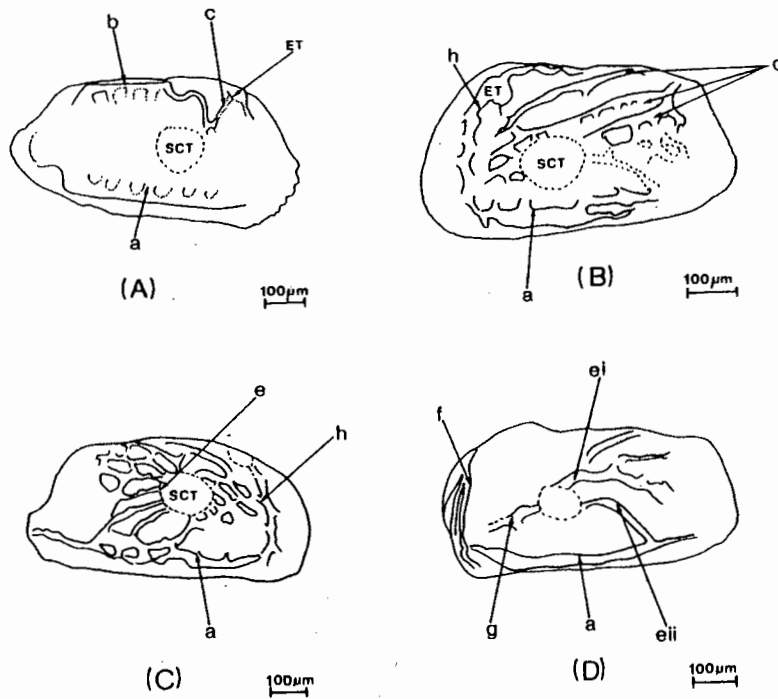 b c ET
SCT
a
(A) 100µm
h ET d
SCT
a
(B) 100µm
e h
SCT
a
(C) 100µm
f ei
g a eii
(D) 100µm